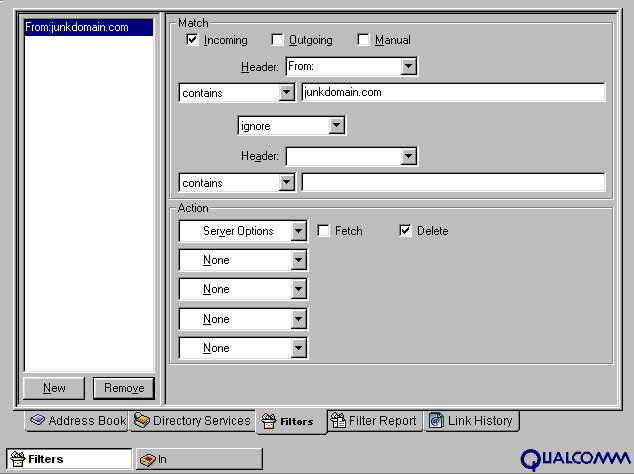 From:junkdomain.com
Match
Incoming Outgoing Manual
Header: From:
contains junkdomain.com
ignore
Header:
contains
Action
Server Options Fetch Delete
None
None
None
None
New Remove
Address Book Directory Services Filters Filter Report Link History
Filters In QUALCOMM